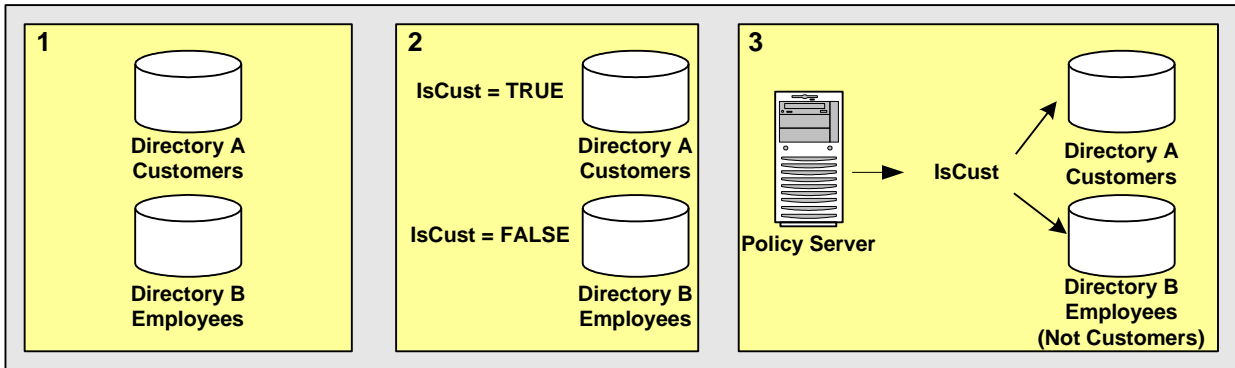 1
Directory A
Customers
Directory B
Employees
2
IsCust = TRUE
Directory A
Customers
IsCust = FALSE
Directory B
Employees
3
Policy Server
IsCust
Directory A
Customers
Directory B
Employees
(Not Customers)